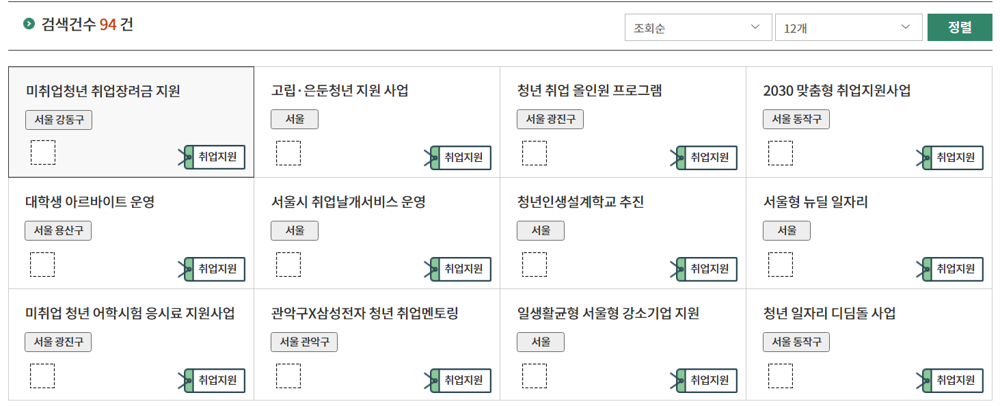 검색건수 94 건
조회순
12개
정렬
미취업청년 취업장려금 지원
서울 강동구
취업지원
고립·은둔청년 지원 사업
서울
취업지원
청년 취업 올인원 프로그램
서울 광진구
취업지원
2030 맞춤형 취업지원사업
서울 동작구
취업지원
대학생 아르바이트 운영
서울 용산구
취업지원
서울시 취업날개서비스 운영
서울
취업지원
청년인생설계학교 추진
서울
취업지원
서울형 뉴딜 일자리
서울
취업지원
미취업 청년 어학시험 응시료 지원사업
서울 광진구
취업지원
관악구X삼성전자 청년 취업멘토링
서울 관악구
취업지원
일생활균형 서울형 강소기업 지원
서울
취업지원
청년 일자리 디딤돌 사업
서울 동작구
취업지원